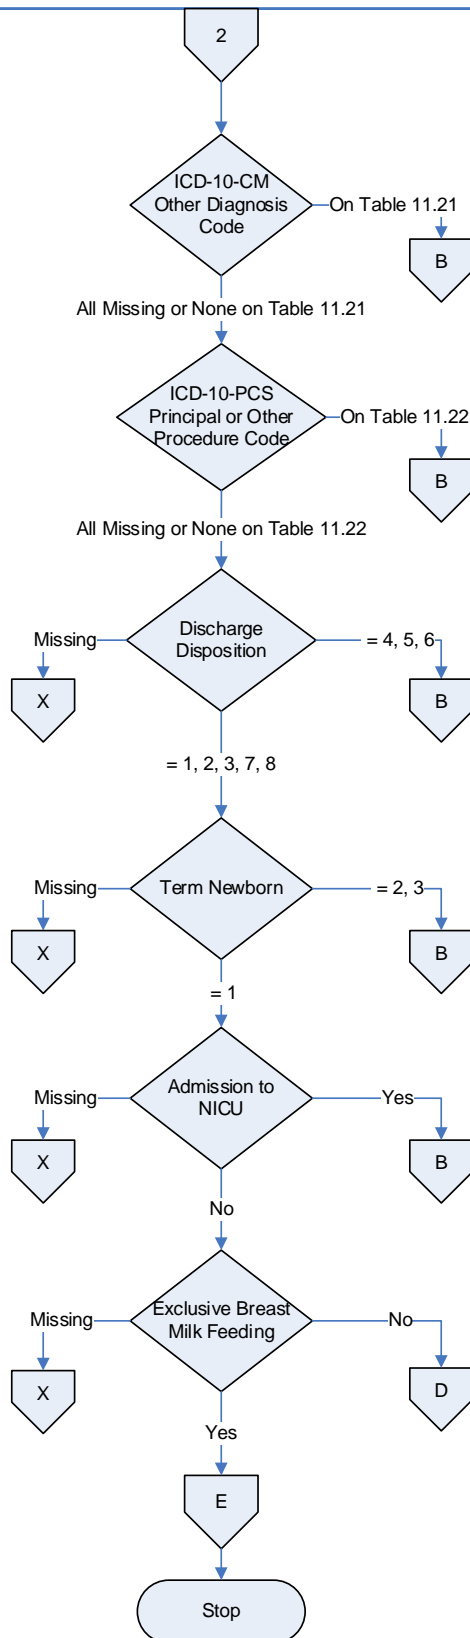 2
ICD-10-CM
Other Diagnosis
Code
On Table 11.21
B
All Missing or None on Table 11.21
ICD-10-PCS
Principal or Other
Procedure Code
On Table 11.22
B
All Missing or None on Table 11.22
Discharge
Disposition
Missing
= 4, 5, 6
X
B
= 1, 2, 3, 7, 8
Term Newborn
Missing
= 2, 3
X
B
= 1
Admission to
NICU
Missing
Yes
X
B
No
Exclusive Breast
Milk Feeding
Missing
No
X
D
Yes
E
Stop